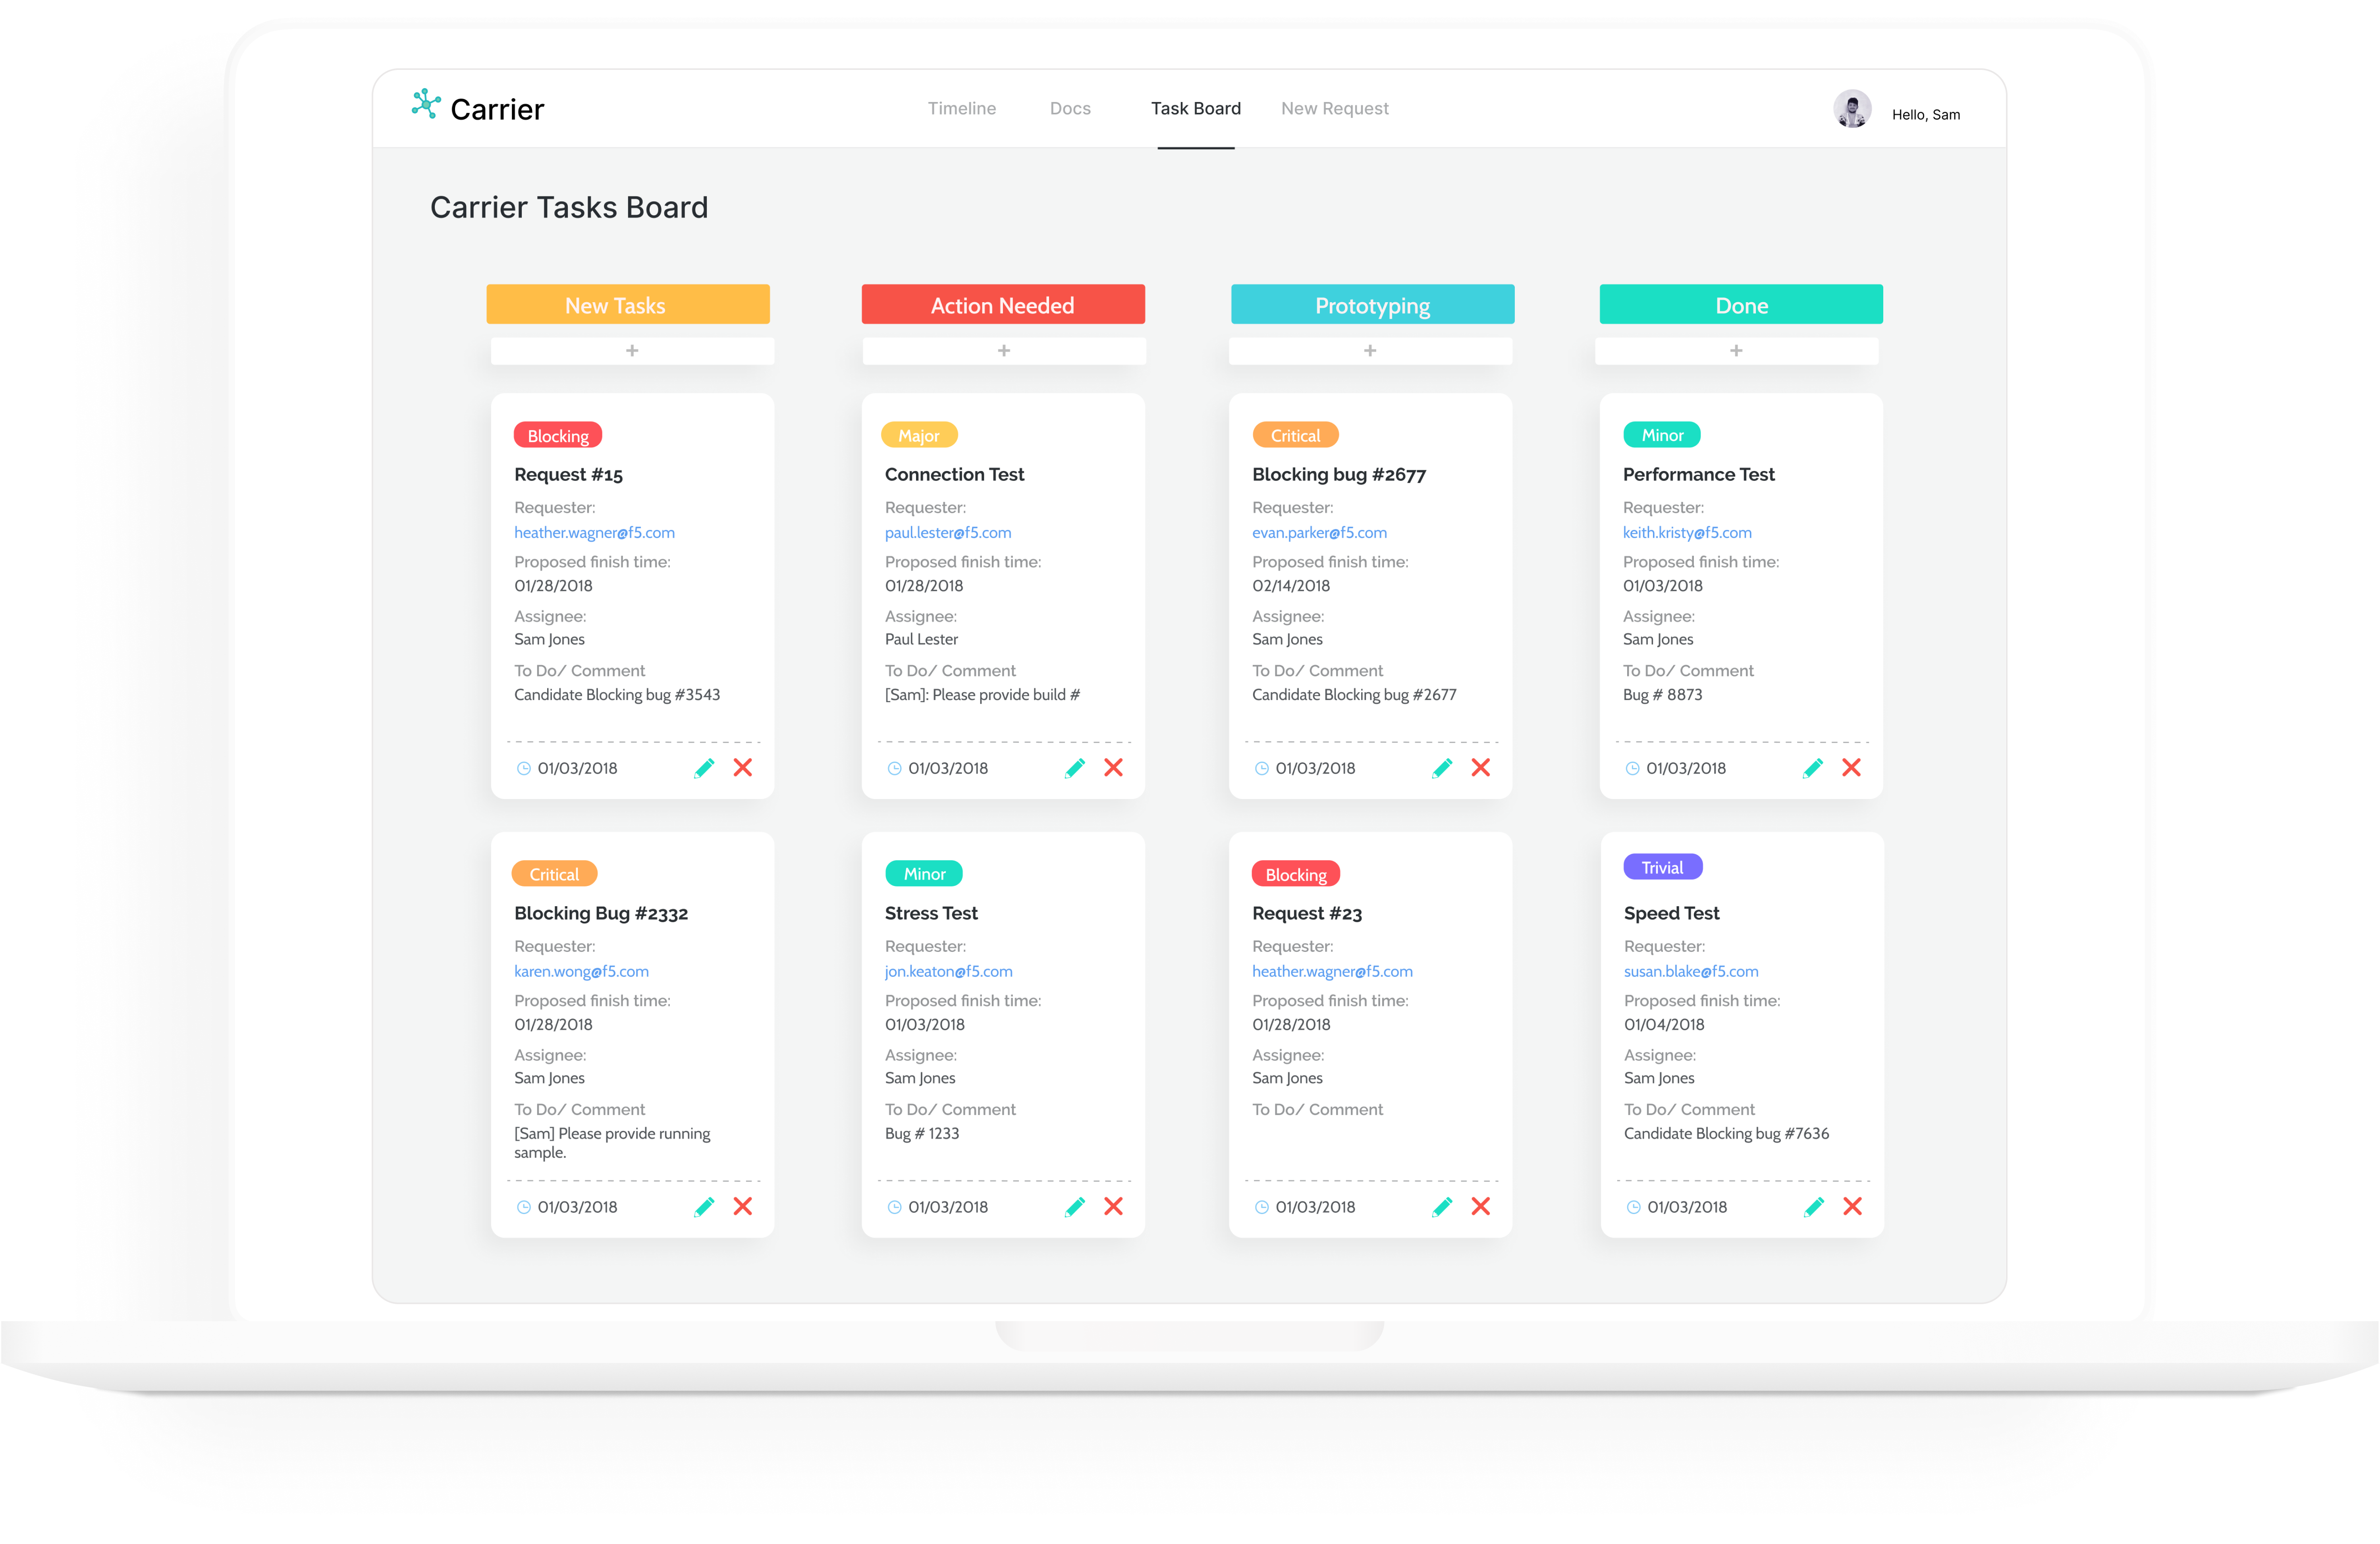 Carrier
Timeline Docs Task Board New Request
Hello, Sam
Carrier Tasks Board
New Tasks
+
Blocking
Request #15
Requester:
heather.wagner@f5.com
Proposed finish time:
01/28/2018
Assignee:
Sam Jones
To Do/ Comment
Candidate Blocking bug #3543
01/03/2018
Critical
Blocking Bug #2332
Requester:
karen.wong@f5.com
Proposed finish time:
01/28/2018
Assignee:
Sam Jones
To Do/ Comment
[Sam] Please provide running
sample.
01/03/2018
Action Needed
+
Major
Connection Test
Requester:
paul.lester@f5.com
Proposed finish time:
01/28/2018
Assignee:
Paul Lester
To Do/ Comment
[Sam]: Please provide build #
01/03/2018
Minor
Stress Test
Requester:
jon.keaton@f5.com
Proposed finish time:
01/03/2018
Assignee:
Sam Jones
To Do/ Comment
Bug # 1233
01/03/2018
Prototyping
+
Critical
Blocking bug #2677
Requester:
evan.parker@f5.com
Proposed finish time:
02/14/2018
Assignee:
Sam Jones
To Do/ Comment
Candidate Blocking bug #2677
01/03/2018
Blocking
Request #23
Requester:
heather.wagner@f5.com
Proposed finish time:
01/28/2018
Assignee:
Sam Jones
To Do/ Comment
01/03/2018
Done
+
Minor
Performance Test
Requester:
keith.kristy@f5.com
Proposed finish time:
01/03/2018
Assignee:
Sam Jones
To Do/ Comment
Bug # 8873
01/03/2018
Trivial
Speed Test
Requester:
susan.blake@f5.com
Proposed finish time:
01/04/2018
Assignee:
Sam Jones
To Do/ Comment
Candidate Blocking bug #7636
01/03/2018